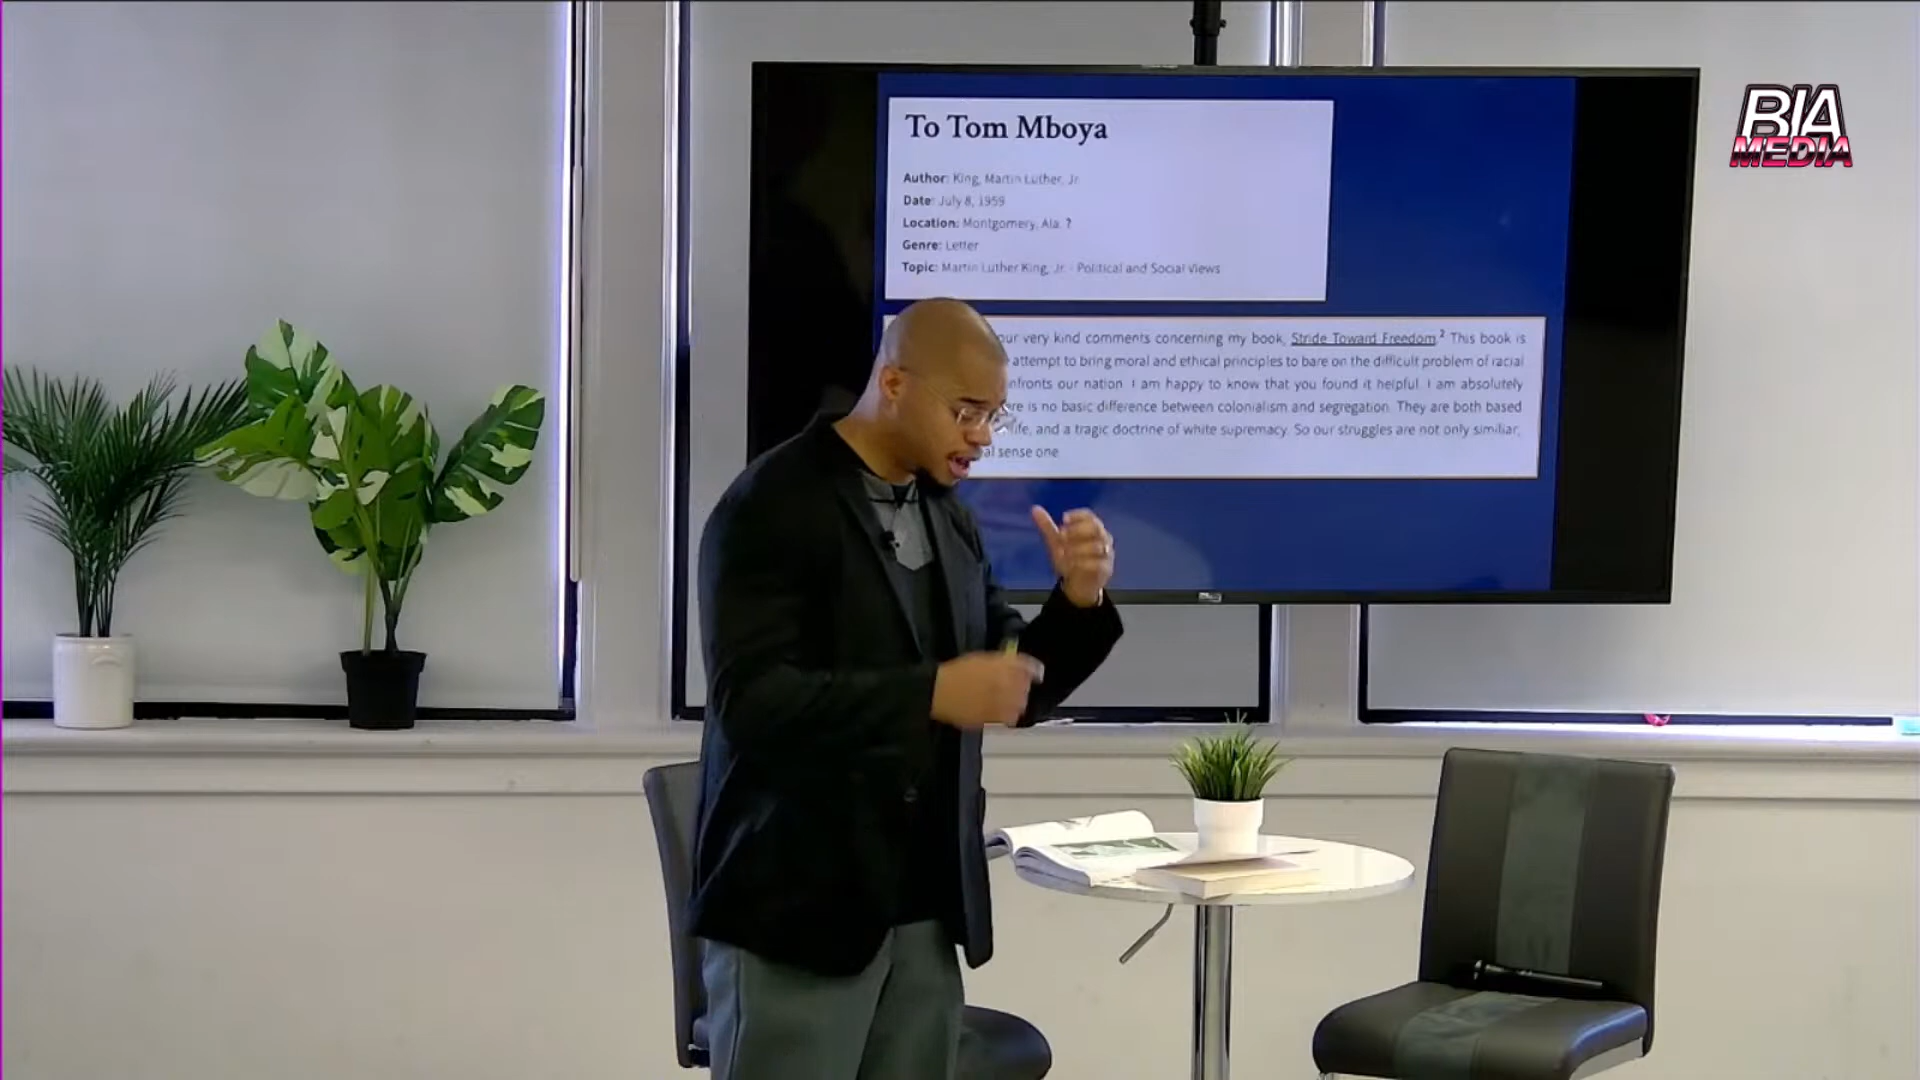 BIA
MEDIA
To Tom Mboya
Author: King, Martin Luther, Jr.
Date: July 8, 1959
Location: Montgomery, Ala. ?
Genre: Letter
Topic: Martin Luther King, Jr. - Political and Social Views
our very kind comments concerning my book, Stride Toward Freedom.2 This book is
attempt to bring moral and ethical principles to bare on the difficult problem of racial
nfronts our nation. I am happy to know that you found it helpful. I am absolutely
re is no basic difference between colonialism and segregation. They are both based
life, and a tragic doctrine of white supremacy. So our struggles are not only similiar,
al sense one.